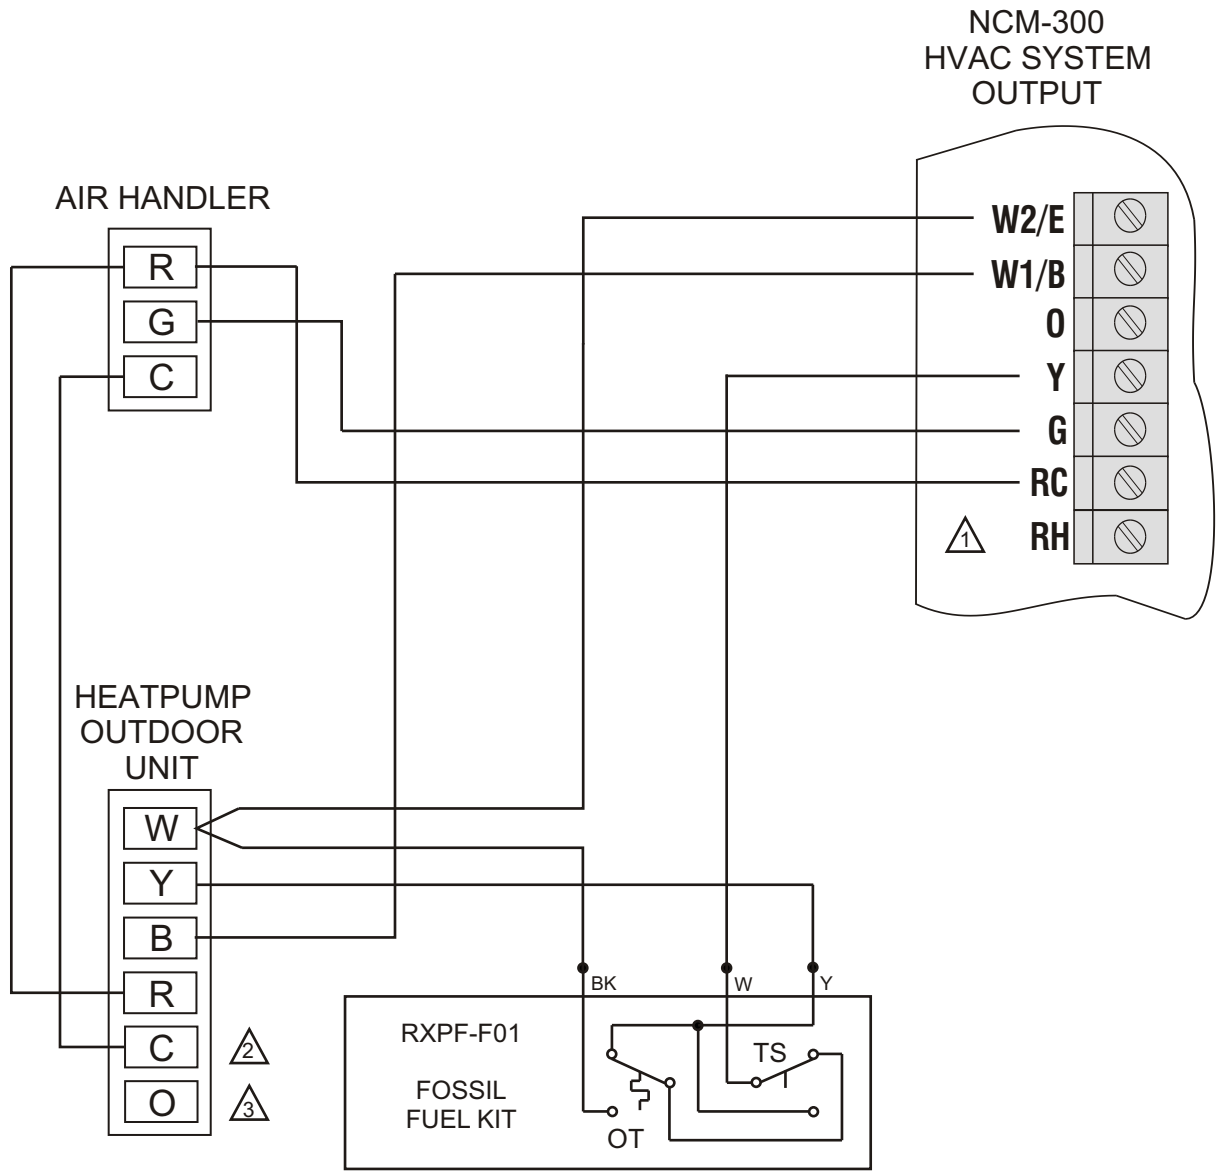 NCM-300
HVAC SYSTEM
OUTPUT
W2/E
W1/B
O
Y
G
RC
1 RH
AIR HANDLER
R
G
C
HEATPUMP
OUTDOOR
UNIT
W
Y
B
R
C 2
O 3
BK W Y
RXPF-F01
FOSSIL
FUEL KIT
TS
OT